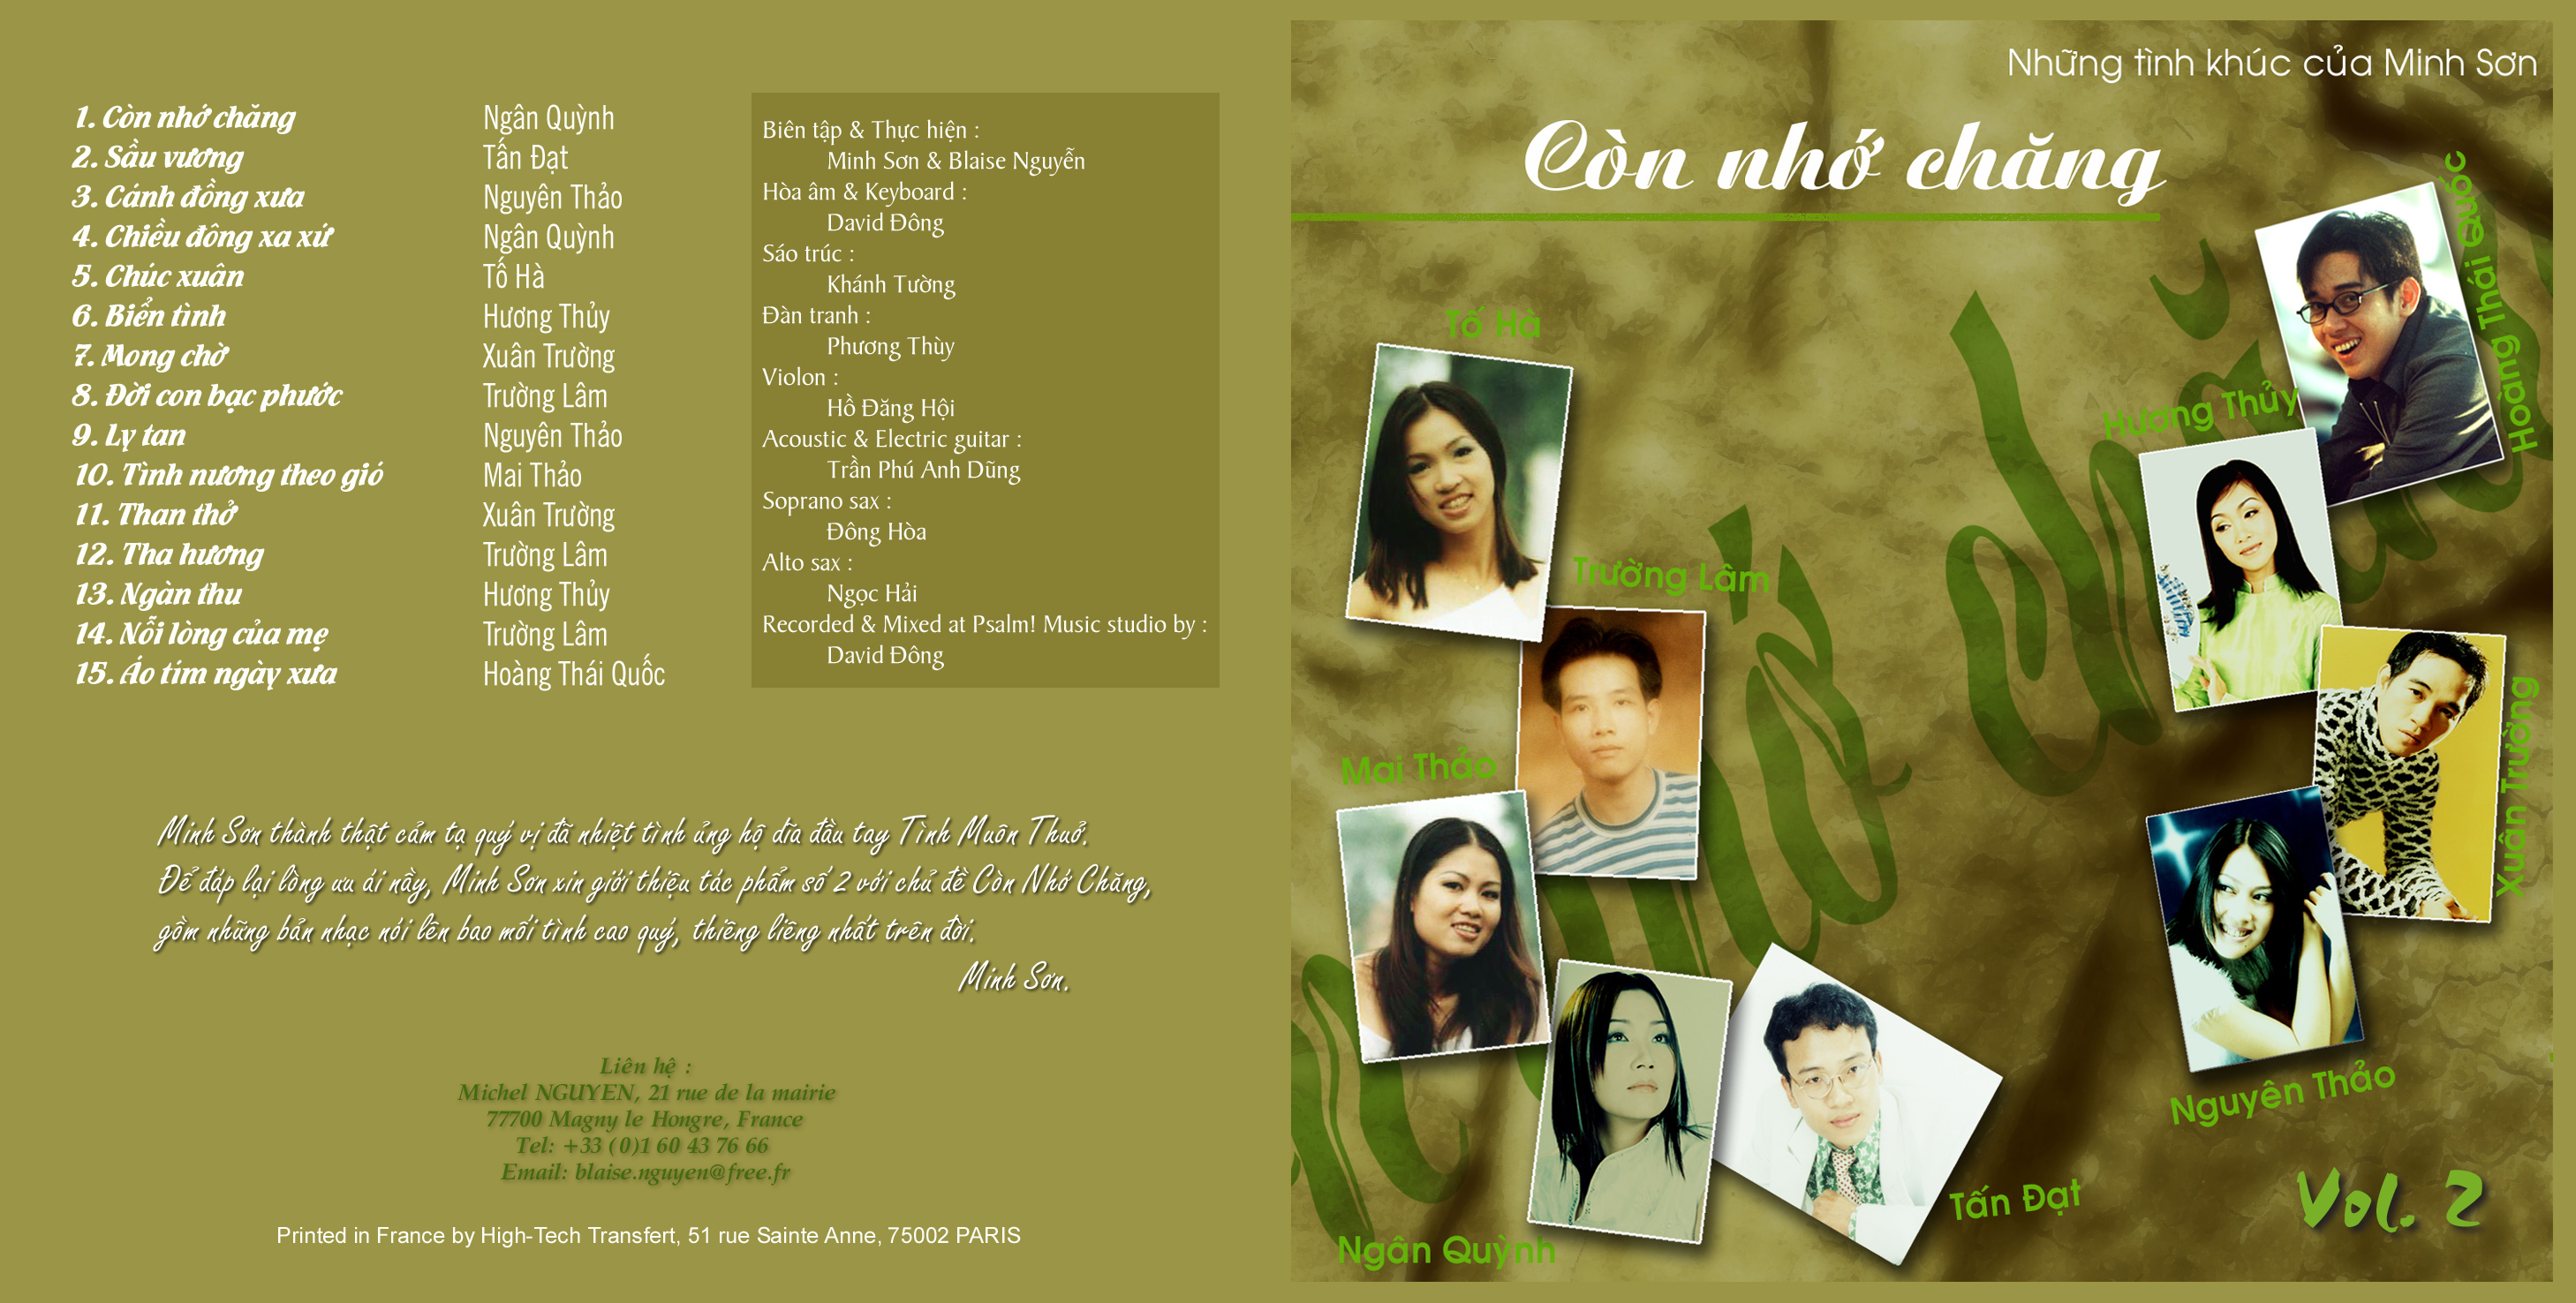 1. Còn nhớ chăng Ngân Quỳnh
2. Sầu vương Tấn Đạt
3. Cánh đồng xưa Nguyên Thảo
4. Chiều đông xa xứ Ngân Quỳnh
5. Chúc xuân Tố Hà
6. Biển tình Hương Thủy
7. Mong chờ Xuân Trường
8. Đời con bạc phước Trường Lâm
9. Ly tan Nguyên Thảo
10. Tình nương theo gió Mai Thảo
11. Than thở Xuân Trường
12. Tha hương Trường Lâm
13. Ngàn thu Hương Thủy
14. Nỗi lòng của mẹ Trường Lâm
15. Áo tím ngày xưa Hoàng Thái Quốc
Biên tập & Thực hiện :
Minh Sơn & Blaise Nguyễn
Hòa âm & Keyboard :
David Đông
Sáo trúc :
Khánh Tường
Đàn tranh :
Phương Thùy
Violon :
Hồ Đăng Hội
Acoustic & Electric guitar :
Trần Phú Anh Dũng
Soprano sax :
Đông Hòa
Alto sax :
Ngọc Hải
Recorded & Mixed at Psalm! Music studio by :
David Đông
Minh Sơn thành thật cảm tạ quý vị đã nhiệt tình ủng hộ dĩa đầu tay Tình Muôn Thuở.
Để đáp lại lòng ưu ái nầy, Minh Sơn xin giới thiệu tác phẩm số 2 với chủ đề Còn Nhớ Chăng,
gồm những bản nhạc nói lên bao mối tình cao quý, thiêng liêng nhất trên đời.
Minh Sơn.
Liên hệ :
Michel NGUYEN, 21 rue de la mairie
77700 Magny le Hongre, France
Tel: +33 (0)1 60 43 76 66
Email: blaise.nguyen@free.fr
Printed in France by High-Tech Transfert, 51 rue Sainte Anne, 75002 PARIS
Những tình khúc của Minh Sơn
Còn nhớ chăng
Hoàng Thái Quốc
Tố Hà
Hương Thủy
Trường Lâm
Xuân Trường
Mai Thảo
Nguyên Thảo
Tấn Đạt
Ngân Quỳnh
Vol. 2